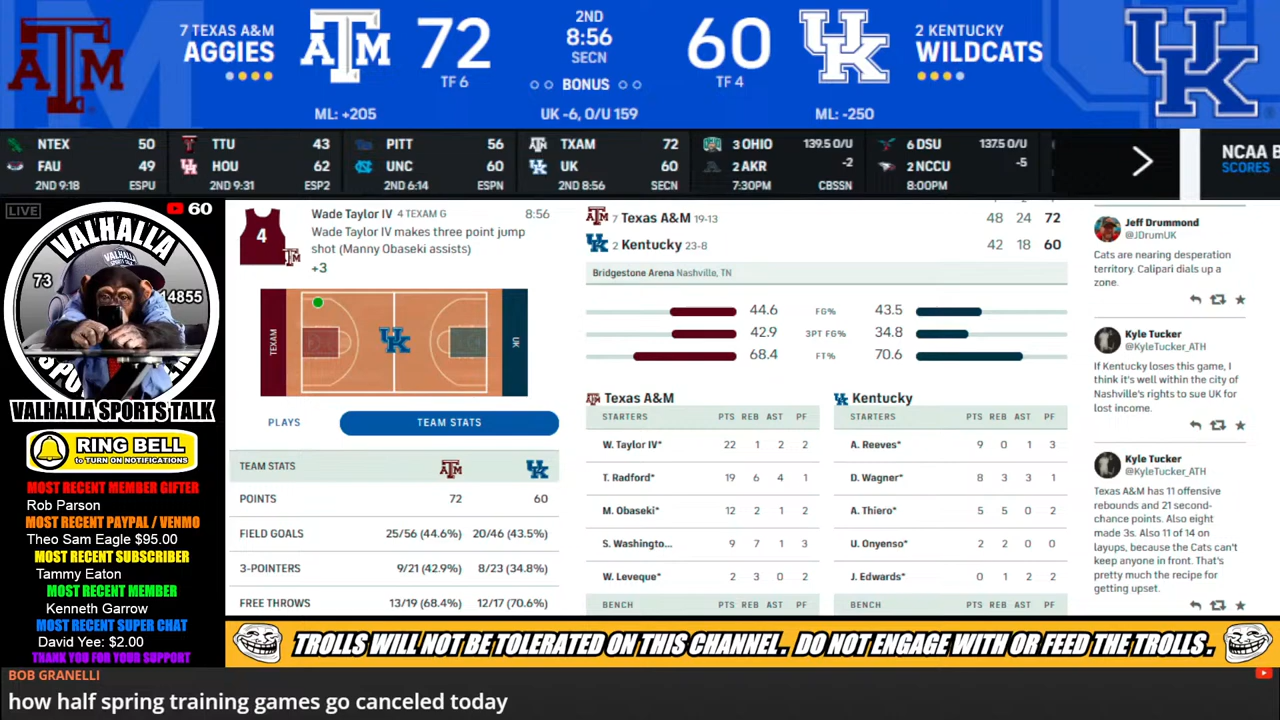 7 TEXAS A&M
AGGIES
72
TF 6
ML: +205
2ND
8:56
SECN
BONUS
UK -6, O/U 159
60
TF 4
2 KENTUCKY
WILDCATS
ML: -250
NTEX 50
FAU 49
2ND 9:18 ESPU
TTU 43
HOU 62
2ND 9:31 ESP2
PITT 56
UNC 60
2ND 6:14 ESPN
TXAM 72
UK 60
2ND 8:56 SECN
3 OHIO 139.5 O/U
2 AKR -2
7:30PM CBSSN
6 DSU 137.5 O/U
2 NCCU -5
8:00PM
NCAA B
SCORES
LIVE
60
VALHALLA
VALHALLA
SPORTS TALK
73
14855
VALHALLA SPORTS TALK
RING BELL
to TURN ON NOTIFICATIONS
MOST RECENT MEMBER GIFTER
Rob Parson
MOST RECENT PAYPAL / VENMO
Theo Sam Eagle $95.00
MOST RECENT SUBSCRIBER
Tammy Eaton
MOST RECENT MEMBER
Kenneth Garrow
MOST RECENT SUPER CHAT
David Yee: $2.00
THANK YOU FOR YOUR SUPPORT
4
Wade Taylor IV 4 TEXAM G 8:56
Wade Taylor IV makes three point jump
shot (Manny Obaseki assists)
+3
TEXAM
UK
PLAYS TEAM STATS
TEAM STATS
POINTS 72 60
FIELD GOALS 25/56 (44.6%) 20/46 (43.5%)
3-POINTERS 9/21 (42.9%) 8/23 (34.8%)
FREE THROWS 13/19 (68.4%) 12/17 (70.6%)
7 Texas A&M 19-13 48 24 72
2 Kentucky 23-8 42 18 60
Bridgestone Arena Nashville, TN
44.6 FG% 43.5
42.9 3PT FG% 34.8
68.4 FT% 70.6
Texas A&M
STARTERS PTS REB AST PF
W. Taylor IV* 22 1 2 2
T. Radford* 19 6 4 1
M. Obaseki* 12 2 1 2
S. Washingto... 9 7 1 3
W. Leveque* 2 3 0 2
BENCH PTS REB AST PF
Kentucky
STARTERS PTS REB AST PF
A. Reeves* 9 0 1 3
D. Wagner* 8 3 3 1
A. Thiero* 5 5 0 2
U. Onyenso* 2 2 0 0
J. Edwards* 0 1 2 2
BENCH PTS REB AST PF
Jeff Drummond
@JDrumUK
Cats are nearing desperation
territory. Calipari dials up a
zone.
Kyle Tucker
@KyleTucker_ATH
If Kentucky loses this game, I
think it's well within the city of
Nashville's rights to sue UK for
lost income.
Kyle Tucker
@KyleTucker_ATH
Texas A&M has 11 offensive
rebounds and 21 second-
chance points. Also eight
made 3s. Also 11 of 14 on
layups, because the Cats can't
keep anyone in front. That's
pretty much the recipe for
getting upset.
TROLLS WILL NOT BE TOLERATED ON THIS CHANNEL. DO NOT ENGAGE WITH OR FEED THE TROLLS.
BOB GRANELLI
how half spring training games go canceled today